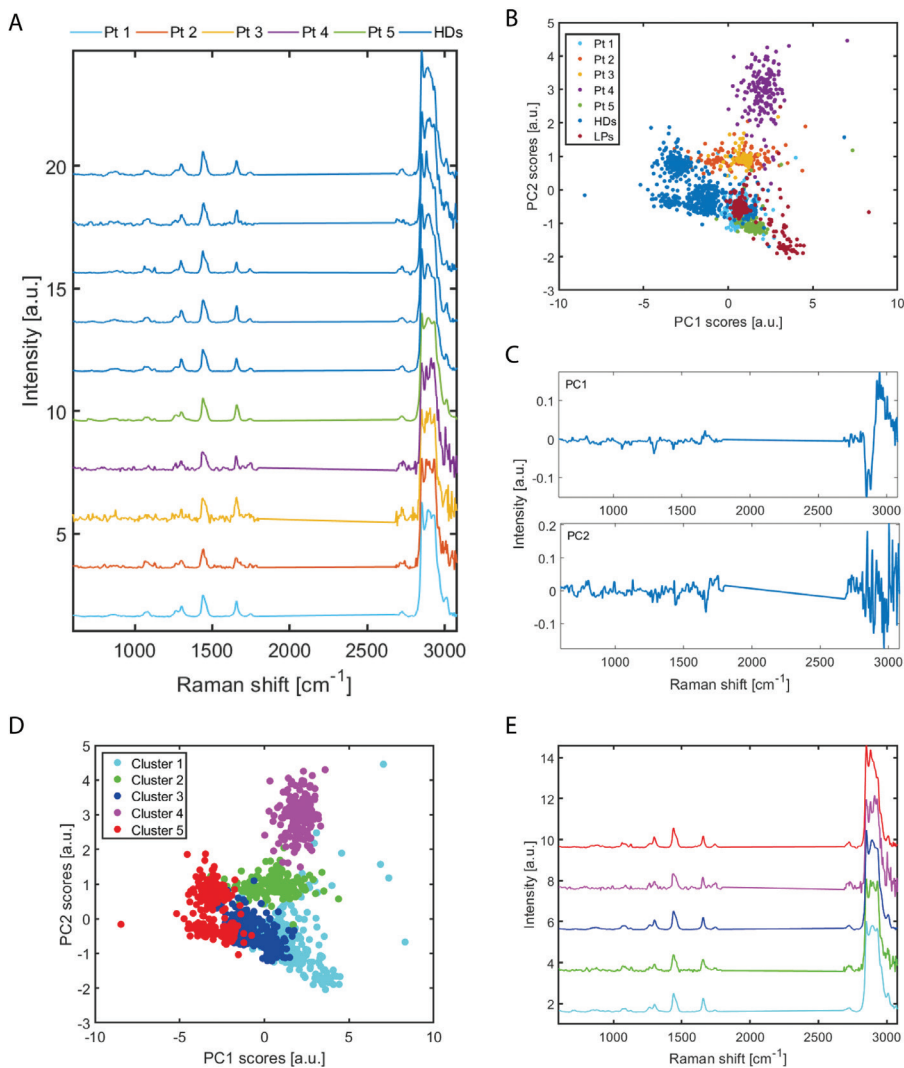 A
Pt 1 Pt 2 Pt 3 Pt 4 Pt 5 HDs
Intensity [a.u.]
20
15
10
5
1000 1500 2000 2500 3000
Raman shift [cm-1]
B
Pt 1
Pt 2
Pt 3
Pt 4
Pt 5
HDs
LPs
PC2 scores [a.u.]
5
4
3
2
1
0
-1
-2
-3
-10 -5 0 5 10
PC1 scores [a.u.]
C
PC1
0.1
0
-0.1
1000 1500 2000 2500 3000
Intensity [a.u.]
PC2
0.2
0.1
0
-0.1
1000 1500 2000 2500 3000
Raman shift [cm-1]
D
Cluster 1
Cluster 2
Cluster 3
Cluster 4
Cluster 5
PC2 scores [a.u.]
5
4
3
2
1
0
-1
-2
-3
-10 -5 0 5 10
PC1 scores [a.u.]
E
Intensity [a.u.]
14
12
10
8
6
4
2
1000 1500 2000 2500 3000
Raman shift [cm-1]